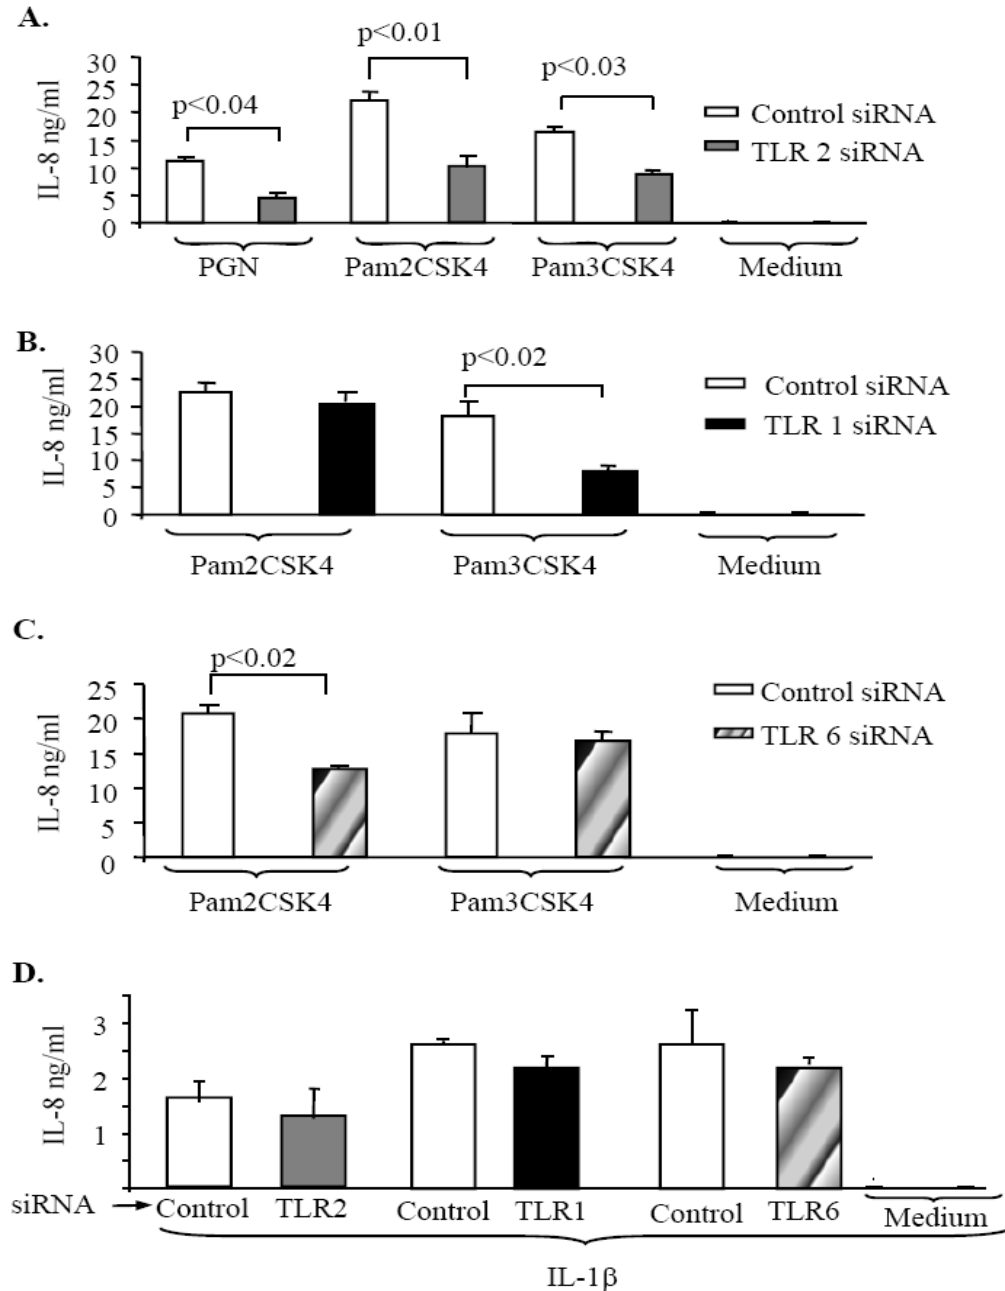 A.
p<0.01
p<0.03
p<0.04
30
25
20
15
10
5
0
IL-8 ng/ml
Control siRNA
TLR 2 siRNA
PGN Pam2CSK4 Pam3CSK4 Medium
B.
p<0.02
30
25
20
15
10
5
0
IL-8 ng/ml
Control siRNA
TLR 1 siRNA
Pam2CSK4 Pam3CSK4 Medium
C.
p<0.02
25
20
15
10
5
0
IL-8 ng/ml
Control siRNA
TLR 6 siRNA
Pam2CSK4 Pam3CSK4 Medium
D.
3
2
1
IL-8 ng/ml
siRNA Control TLR2 Control TLR1 Control TLR6 Medium
IL-1β